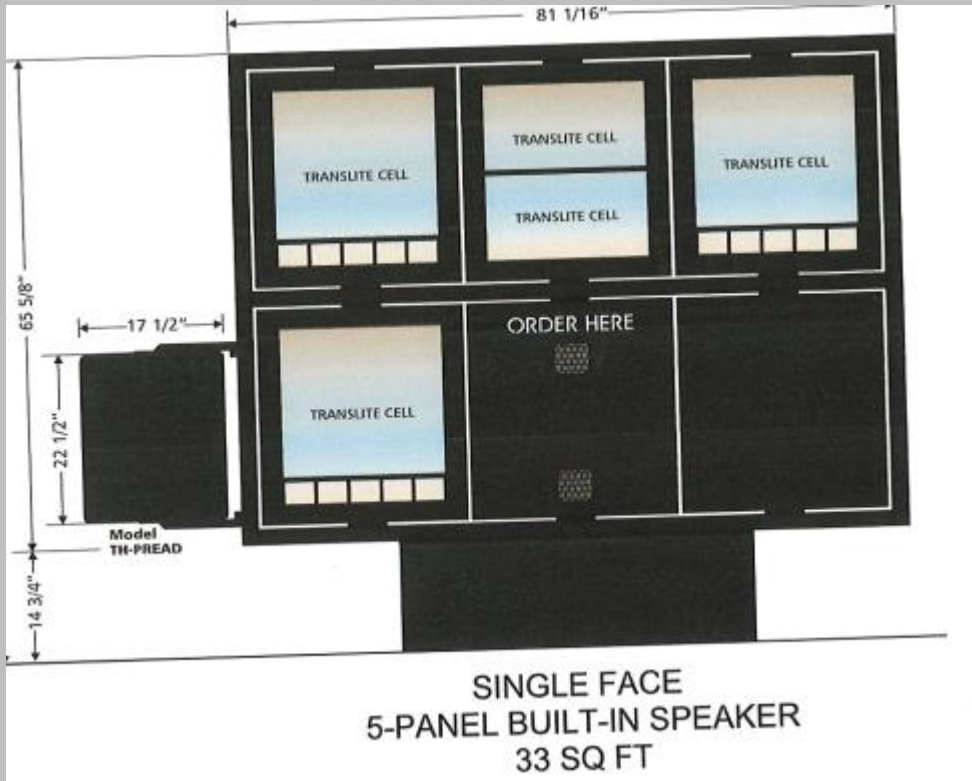 81 1/16"
TRANSLITE CELL
TRANSLITE CELL
TRANSLITE CELL
TRANSLITE CELL
65 5/8"
17 1/2"
ORDER HERE
TRANSLITE CELL
22 1/2"
Model
TH-PREAD
14 3/4"
SINGLE FACE
5-PANEL BUILT-IN SPEAKER
33 SQ FT